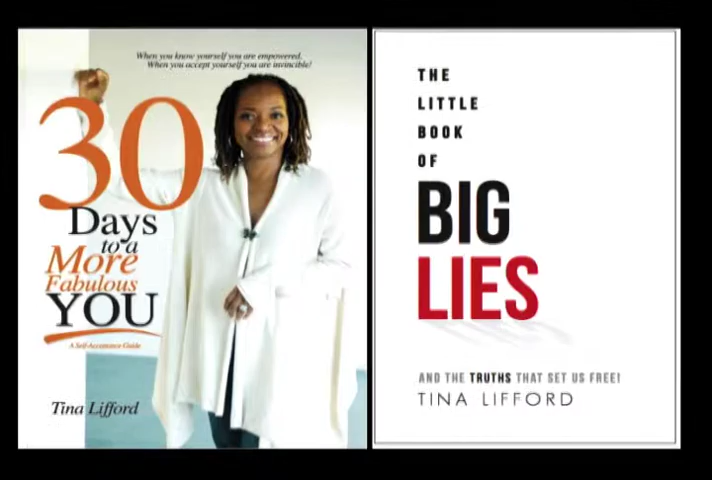 When you know yourself you are empowered.
When you accept yourself you are invincible!
30
Days
to a
More
Fabulous
YOU
A Self-Acceptance Guide
Tina Lifford
THE
LITTLE
BOOK
OF
BIG
LIES
AND THE TRUTHS THAT SET US FREE!
TINA LIFFORD